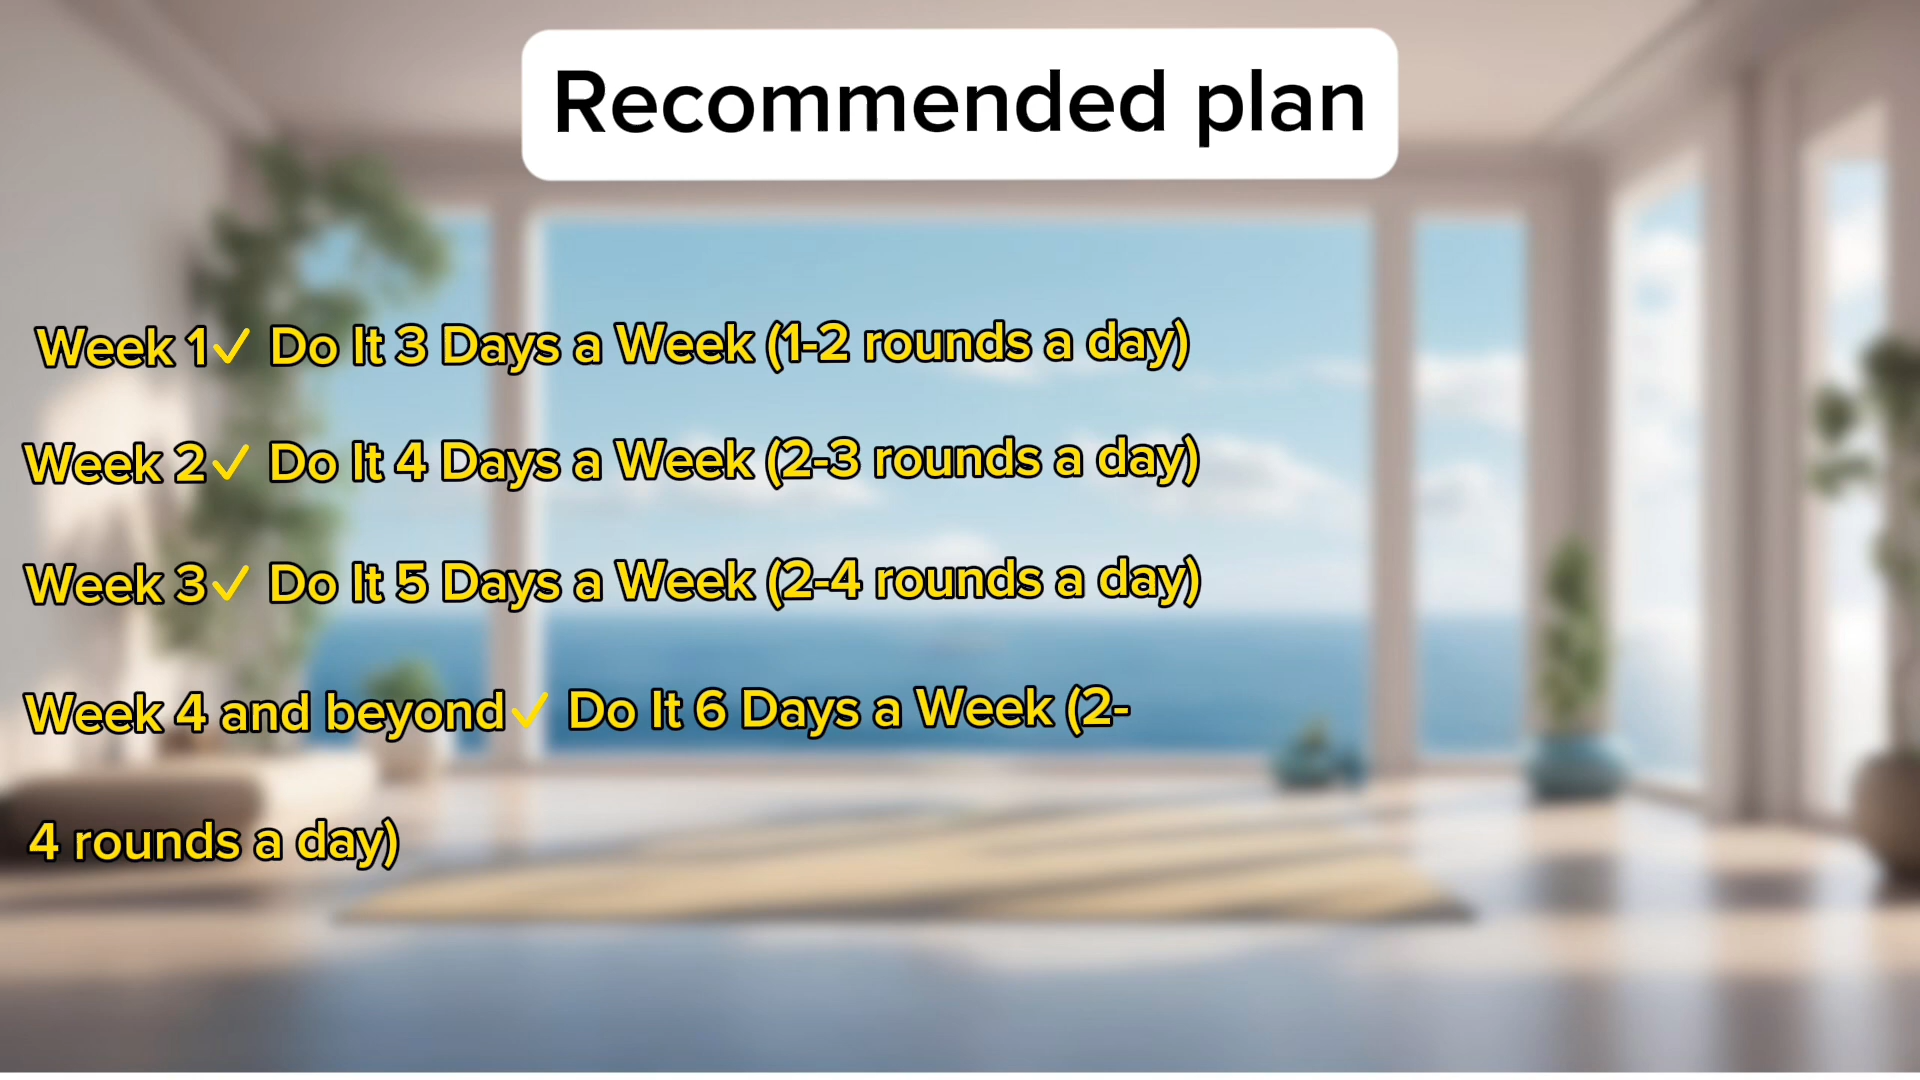 Recommended plan
Week 1✓ Do It 3 Days a Week (1-2 rounds a day)
Week 2✓ Do It 4 Days a Week (2-3 rounds a day)
Week 3✓ Do It 5 Days a Week (2-4 rounds a day)
Week 4 and beyond✓ Do It 6 Days a Week (2-
4 rounds a day)